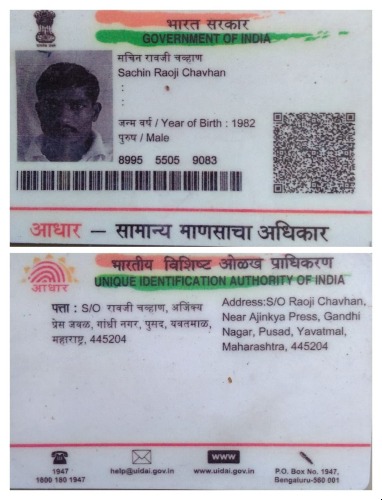 भारत सरकार
GOVERNMENT OF INDIA
सचिन रावजी चव्हाण
Sachin Raoji Chavhan
:
:
जन्म वर्ष / Year of Birth : 1982
पुरुष / Male
8995 5505 9083
आधार – सामान्य माणसाचा अधिकार
भारतीय विशिष्ट ओळख प्राधिकरण
UNIQUE IDENTIFICATION AUTHORITY OF INDIA
आधार
पत्ता : S/O रावजी चव्हाण, अजिंक्य
प्रेस जवळ, गांधी नगर, पुसद, यवतमाळ,
महाराष्ट्र, 445204
Address:S/O Raoji Chavhan,
Near Ajinkya Press, Gandhi
Nagar, Pusad, Yavatmal,
Maharashtra, 445204
1947
1800 180 1947
help@uidai.gov.in
www
www.uidai.gov.in
P.O. Box No. 1947,
Bengaluru-560 001